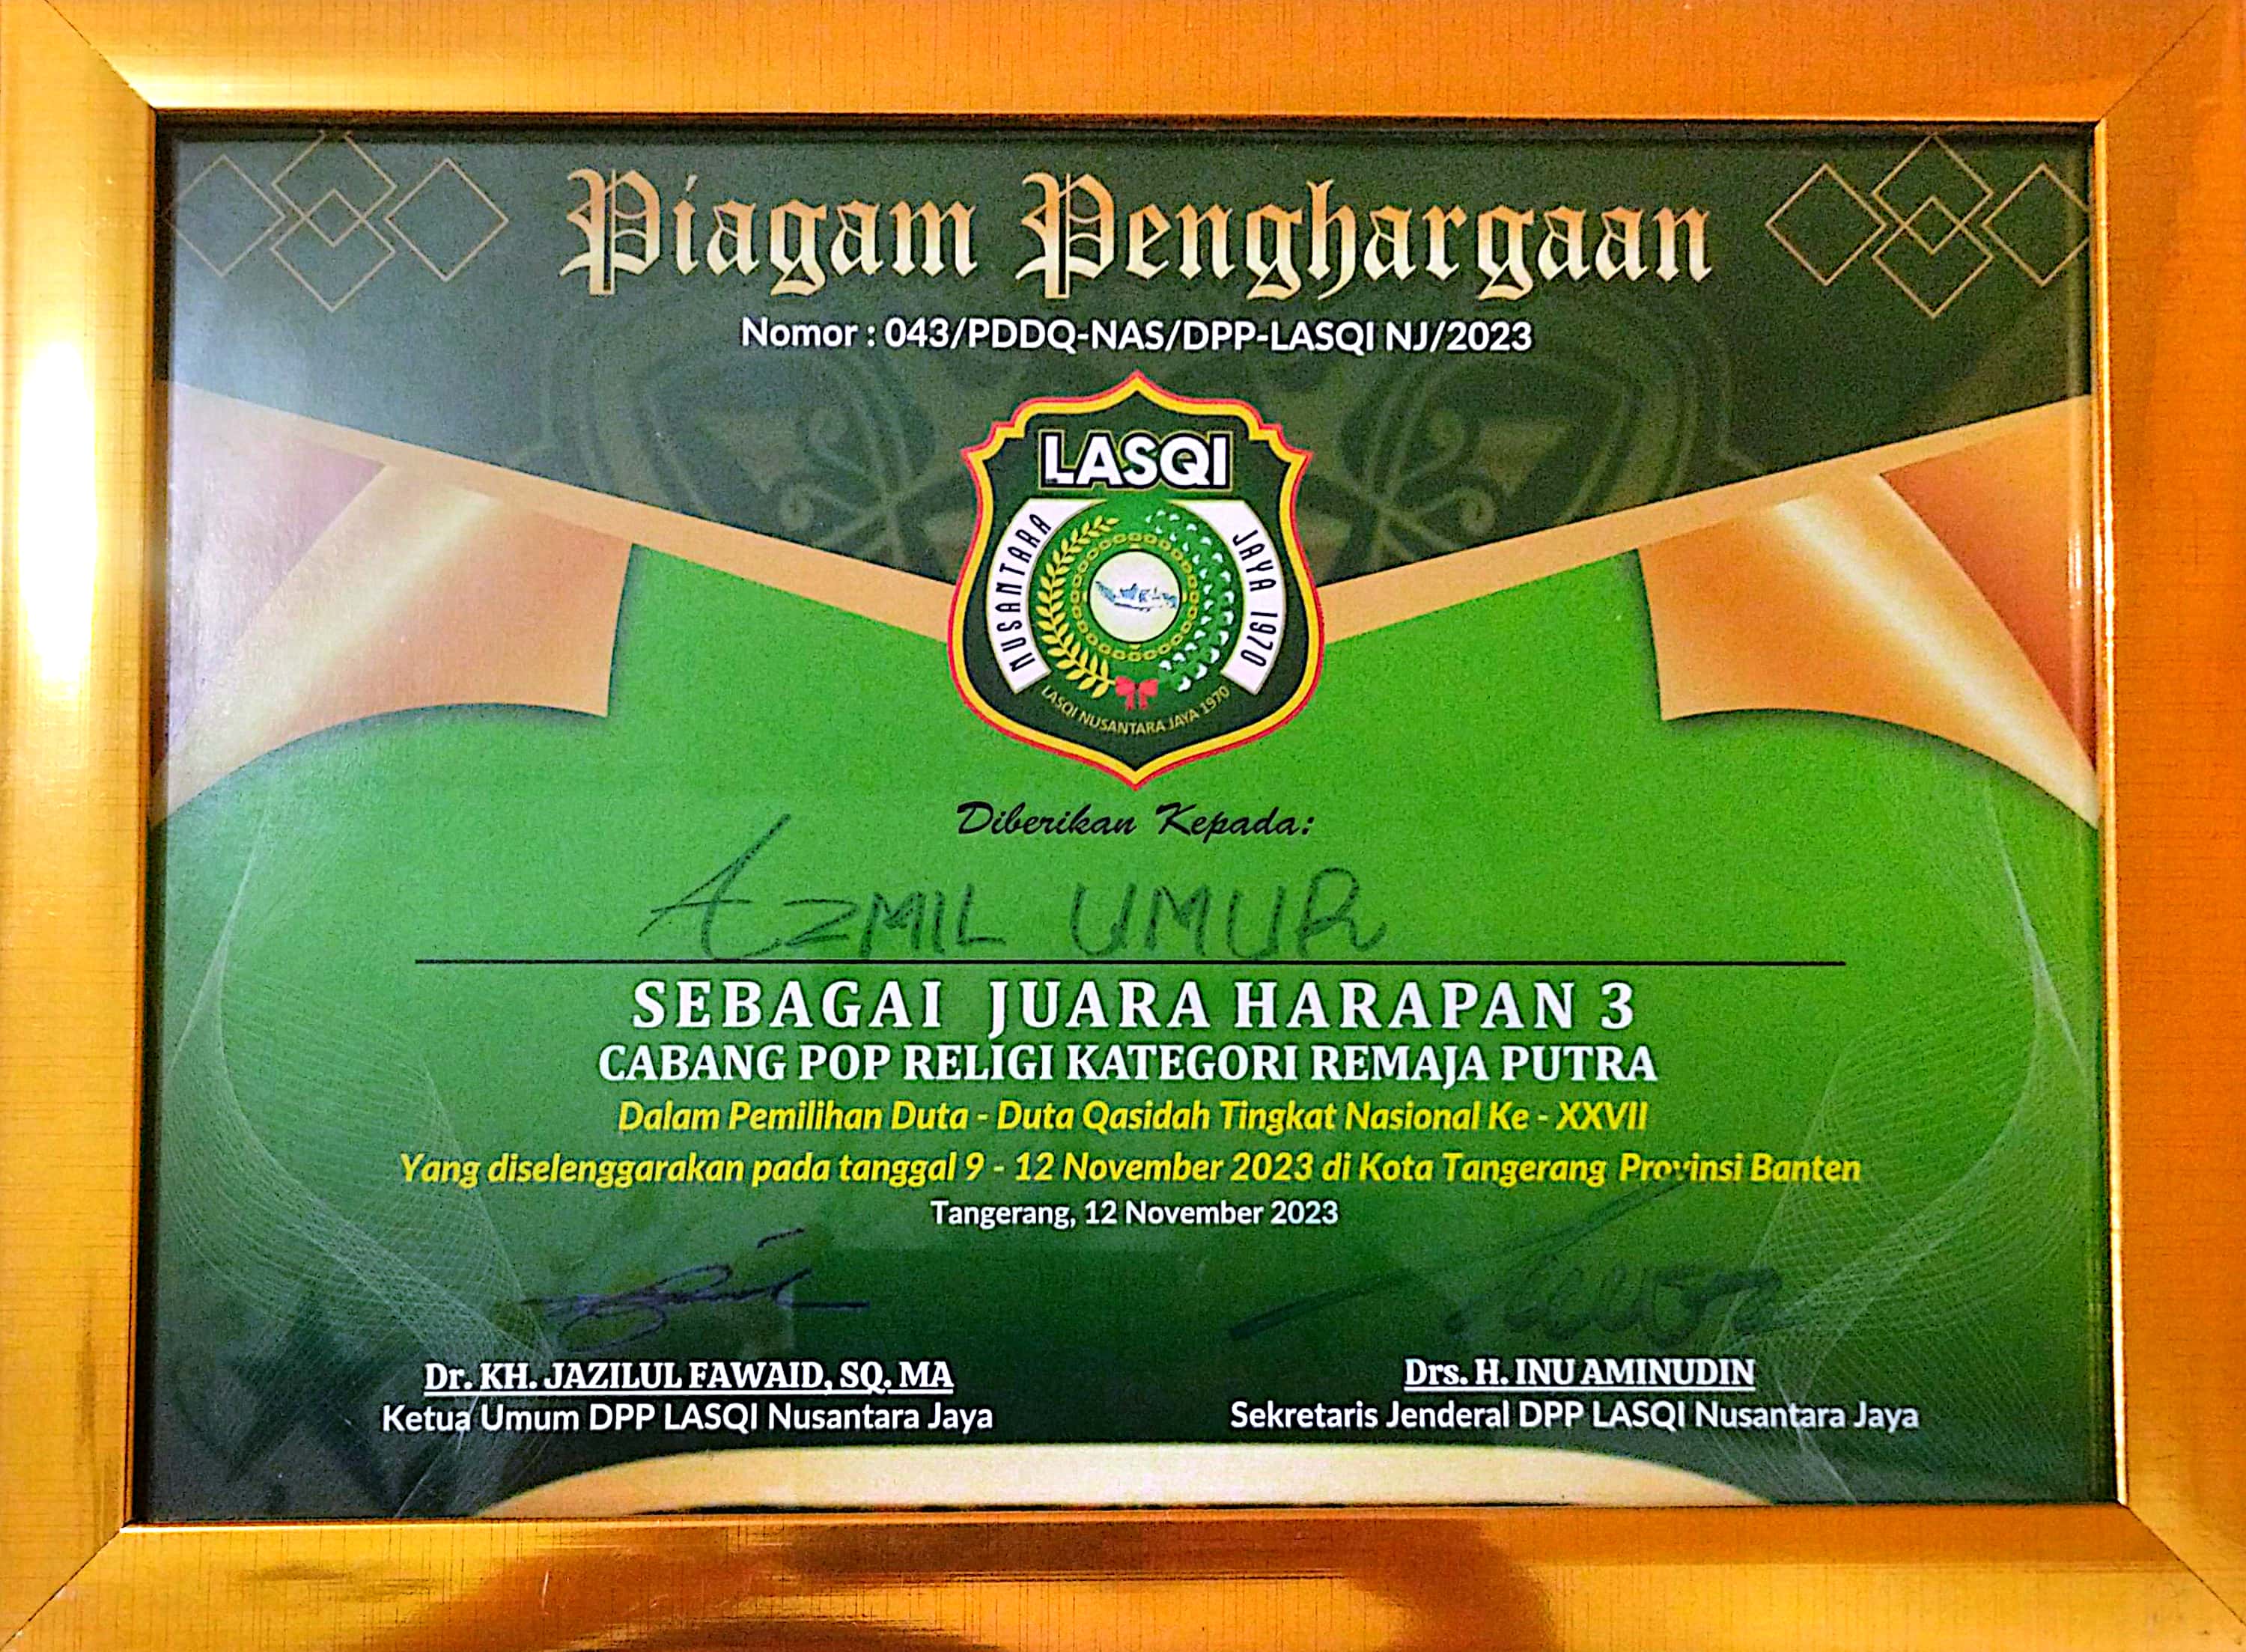 Piagam Penghargaan
Nomor : 043/PDDQ-NAS/DPP-LASQI NJ/2023
LASQI
NUSANTARA
JAYA 1970
LASQI NUSANTARA JAYA 1970
Diberikan Kepada:
AZMIL UMUR
SEBAGAI JUARA HARAPAN 3
CABANG POP RELIGI KATEGORI REMAJA PUTRA
Dalam Pemilihan Duta - Duta Qasidah Tingkat Nasional Ke - XXVII
Yang diselenggarakan pada tanggal 9 - 12 November 2023 di Kota Tangerang Provinsi Banten
Tangerang, 12 November 2023
Dr. KH. JAZILUL FAWAID, SQ. MA
Ketua Umum DPP LASQI Nusantara Jaya
Drs. H. INU AMINUDIN
Sekretaris Jenderal DPP LASQI Nusantara Jaya